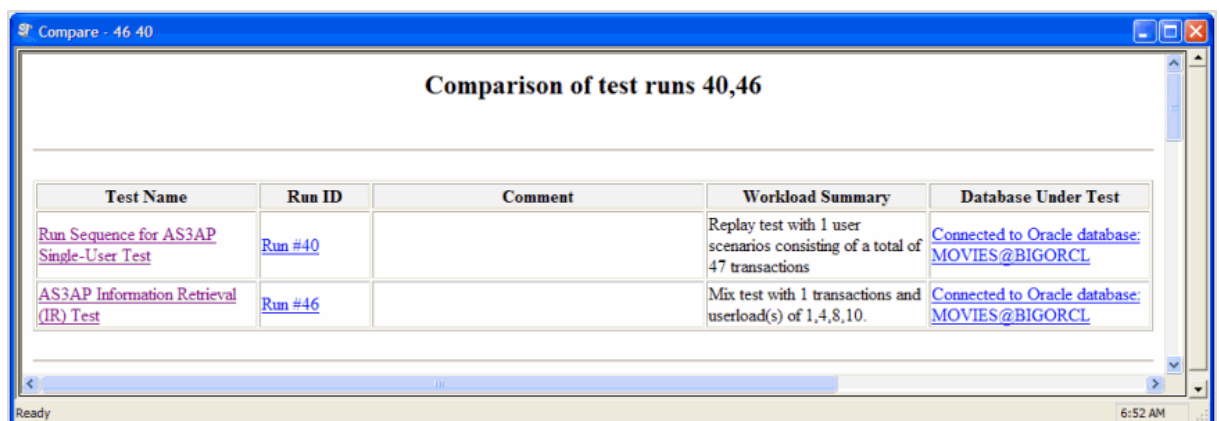 Compare - 46 40
Comparison of test runs 40,46
Test Name Run ID Comment Workload Summary Database Under Test
Run Sequence for AS3AP
Single-User Test
Run #40
Replay test with 1 user
scenarios consisting of a total of
47 transactions
Connected to Oracle database:
MOVIES@BIGORCL
AS3AP Information Retrieval
(IR) Test
Run #46
Mix test with 1 transactions and
userload(s) of 1,4,8,10.
Connected to Oracle database:
MOVIES@BIGORCL
Ready 6:52 AM